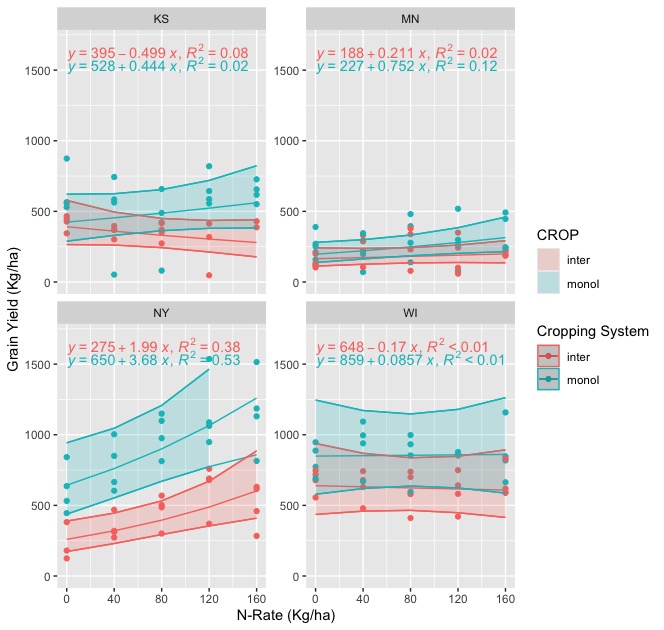 KS
MN
y = 395 − 0.499 x, R² = 0.08
y = 528 + 0.444 x, R² = 0.02
y = 188 + 0.211 x, R² = 0.02
y = 227 + 0.752 x, R² = 0.12
1500
1000
500
0
NY
WI
y = 275 + 1.99 x, R² = 0.38
y = 650 + 3.68 x, R² = 0.53
y = 648 − 0.17 x, R² < 0.01
y = 859 + 0.0857 x, R² < 0.01
1500
1000
500
0
0 40 80 120 160
0 40 80 120 160
N-Rate (Kg/ha)
Grain Yield (Kg/ha)
CROP
inter
monol
Cropping System
inter
monol